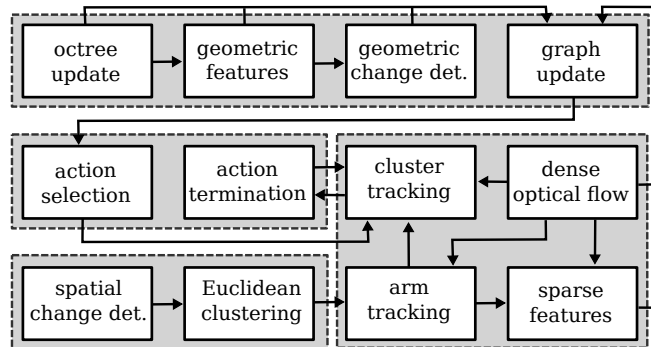 octree
update
geometric
features
geometric
change det.
graph
update
action
selection
action
termination
cluster
tracking
dense
optical flow
spatial
change det.
Euclidean
clustering
arm
tracking
sparse
features